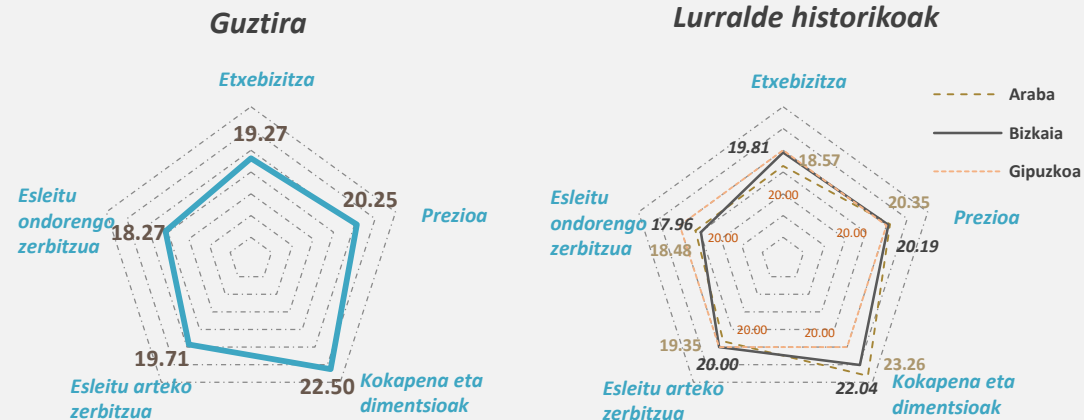 Guztira
Etxebizitza
19.27
20.25
Prezioa
Esleitu
ondorengo
zerbitzua
18.27
19.71
22.50
Esleitu arteko
zerbitzua
Kokapena eta
dimentsioak
Lurralde historikoak
Etxebizitza
Araba
Bizkaia
Gipuzkoa
19.81
18.57
20.00
20.35
Prezioa
20.19
20.00
Esleitu
ondorengo
zerbitzua
17.96
18.48
20.00
20.00
20.00
19.35
20.00
23.26
22.04
Esleitu arteko
zerbitzua
Kokapena eta
dimentsioak